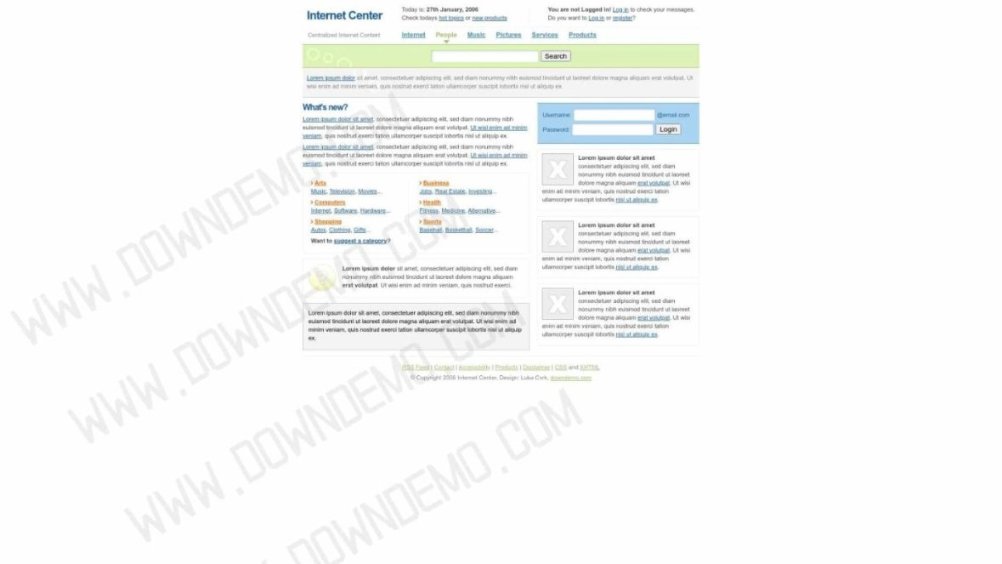 Internet Center
Today is: 27th January, 2006
Check todays hot topics or new products
You are not Logged in! Log in to check your messages.
Do you want to Log in or register?
Centralized Internet Content
Internet People Music Pictures Services Products
Search
Lorem ipsum dolor sit amet, consectetuer adipiscing elit, sed diam nonummy nibh euismod tincidunt ut laoreet dolore magna aliquam erat volutpat. Ut
wisi enim ad minim veniam, quis nostrud exerci tation ullamcorper suscipit lobortis nisl ut aliquip ex.
What's new?
Lorem ipsum dolor sit amet, consectetuer adipiscing elit, sed diam nonummy nibh
euismod tincidunt ut laoreet dolore magna aliquam erat volutpat. Ut wisi enim ad minim
veniam, quis nostrud exerci tation ullamcorper suscipit lobortis nisl ut aliquip ex.
Lorem ipsum dolor sit amet, consectetuer adipiscing elit, sed diam nonummy nibh
euismod tincidunt ut laoreet dolore magna aliquam erat volutpat. Ut wisi enim ad minim
veniam, quis nostrud exerci tation ullamcorper suscipit lobortis nisl ut aliquip ex.
› Arts
Music, Television, Movies...
› Business
Jobs, Real Estate, Investing...
› Computers
Internet, Software, Hardware...
› Health
Fitness, Medicine, Alternative...
› Shopping
Autos, Clothing, Gifts...
› Sports
Baseball, Basketball, Soccer...
Want to suggest a category?
Lorem ipsum dolor sit amet, consectetuer adipiscing elit, sed diam
nonummy nibh euismod tincidunt ut laoreet dolore magna aliquam
erat volutpat. Ut wisi enim ad minim veniam, quis nostrud exerci.
Lorem ipsum dolor sit amet, consectetuer adipiscing elit, sed diam nonummy nibh
euismod tincidunt ut laoreet dolore magna aliquam erat volutpat. Ut wisi enim ad
minim veniam, quis nostrud exerci tation ullamcorper suscipit lobortis nisl ut aliquip
ex.
Username: @email.com
Password: Login
Lorem ipsum dolor sit amet
consectetuer adipiscing elit, sed diam
nonummy nibh euismod tincidunt ut laoreet
dolore magna aliquam erat volutpat. Ut wisi
enim ad minim veniam, quis nostrud exerci tation
ullamcorper suscipit lobortis nisl ut aliquip ex.
Lorem ipsum dolor sit amet
consectetuer adipiscing elit, sed diam
nonummy nibh euismod tincidunt ut laoreet
dolore magna aliquam erat volutpat. Ut wisi
enim ad minim veniam, quis nostrud exerci tation
ullamcorper suscipit lobortis nisl ut aliquip ex.
Lorem ipsum dolor sit amet
consectetuer adipiscing elit, sed diam
nonummy nibh euismod tincidunt ut laoreet
dolore magna aliquam erat volutpat. Ut wisi
enim ad minim veniam, quis nostrud exerci tation
ullamcorper suscipit lobortis nisl ut aliquip ex.
RSS Feed | Contact | Accessibility | Products | Disclaimer | CSS and XHTML
© Copyright 2006 Internet Center, Design: Luka Cvrk, downdemo.com
WWW.DOWNDEMO.COM
WWW.DOWNDEMO.COM
WWW.DOWNDEMO.COM